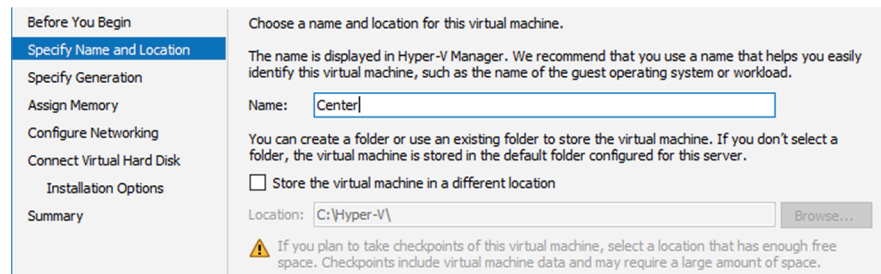 Before You Begin
Specify Name and Location
Specify Generation
Assign Memory
Configure Networking
Connect Virtual Hard Disk
Installation Options
Summary
Choose a name and location for this virtual machine.
The name is displayed in Hyper-V Manager. We recommend that you use a name that helps you easily
identify this virtual machine, such as the name of the guest operating system or workload.
Name: Center
You can create a folder or use an existing folder to store the virtual machine. If you don't select a
folder, the virtual machine is stored in the default folder configured for this server.
Store the virtual machine in a different location
Location: C:\Hyper-V\ Browse...
If you plan to take checkpoints of this virtual machine, select a location that has enough free
space. Checkpoints include virtual machine data and may require a large amount of space.